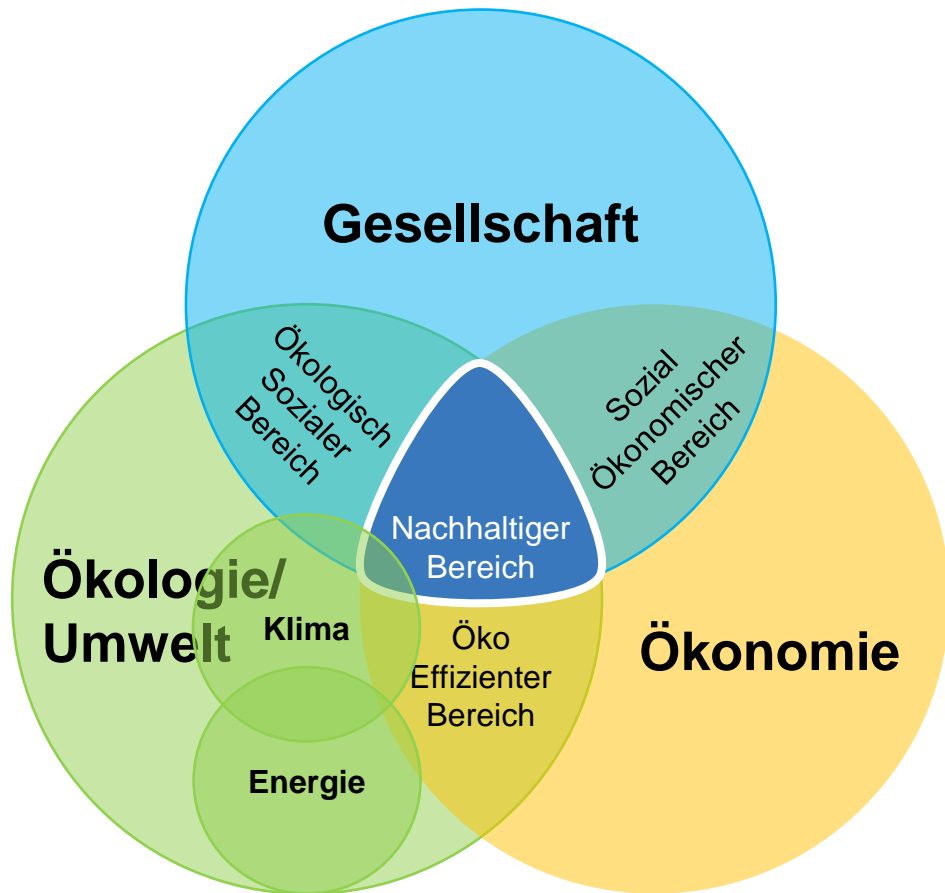 Gesellschaft
Ökologisch
Sozialer
Bereich
Sozial
Ökonomischer
Bereich
Nachhaltiger
Bereich
Ökologie/
Umwelt
Klima
Öko
Effizienter
Bereich
Ökonomie
Energie